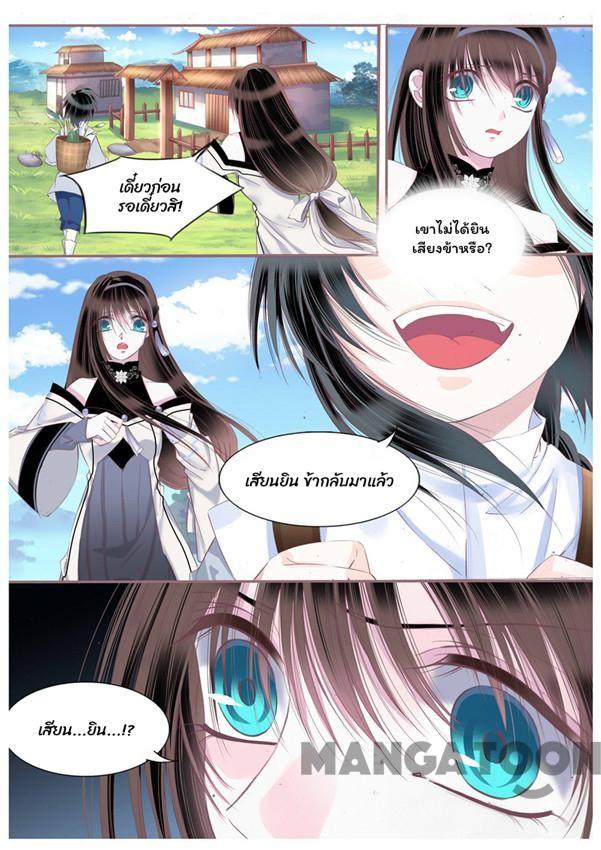 เดี๋ยวก่อน
รอเดี๋ยวสิ!
เขาไม่ได้ยิน
เสียงข้าหรือ?
เสียนยิน ข้ากลับมาแล้ว
เสียน...ยิน...!?
MANGATOON